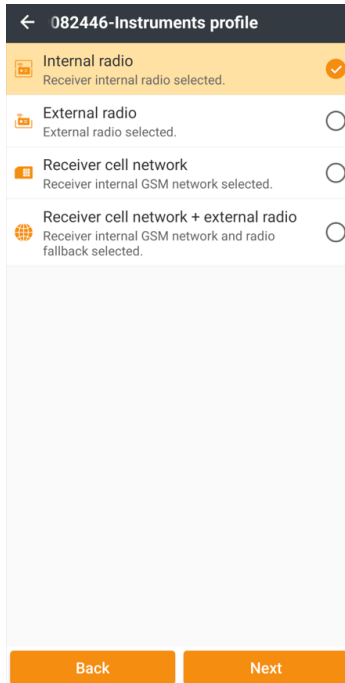 082446-Instruments profile
Internal radio
Receiver internal radio selected.
External radio
External radio selected.
Receiver cell network
Receiver internal GSM network selected.
Receiver cell network + external radio
Receiver internal GSM network and radio
fallback selected.
Back
Next